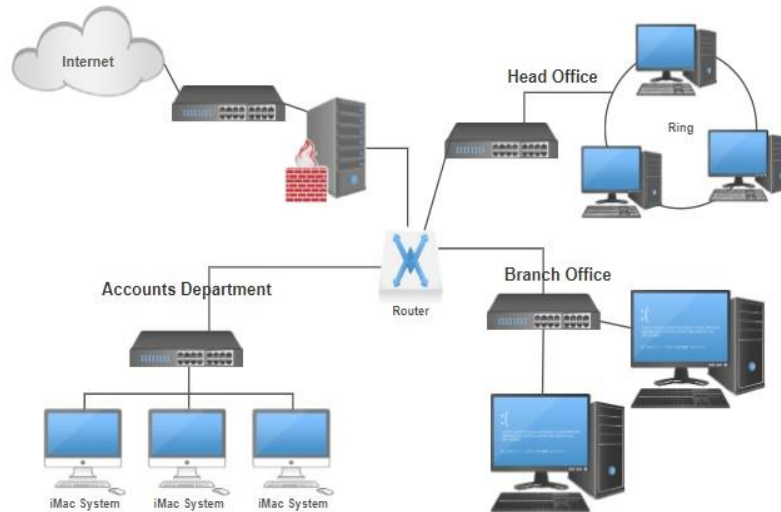 Internet
Head Office
Ring
Accounts Department
Router
Branch Office
:(
:(
iMac System
iMac System
iMac System